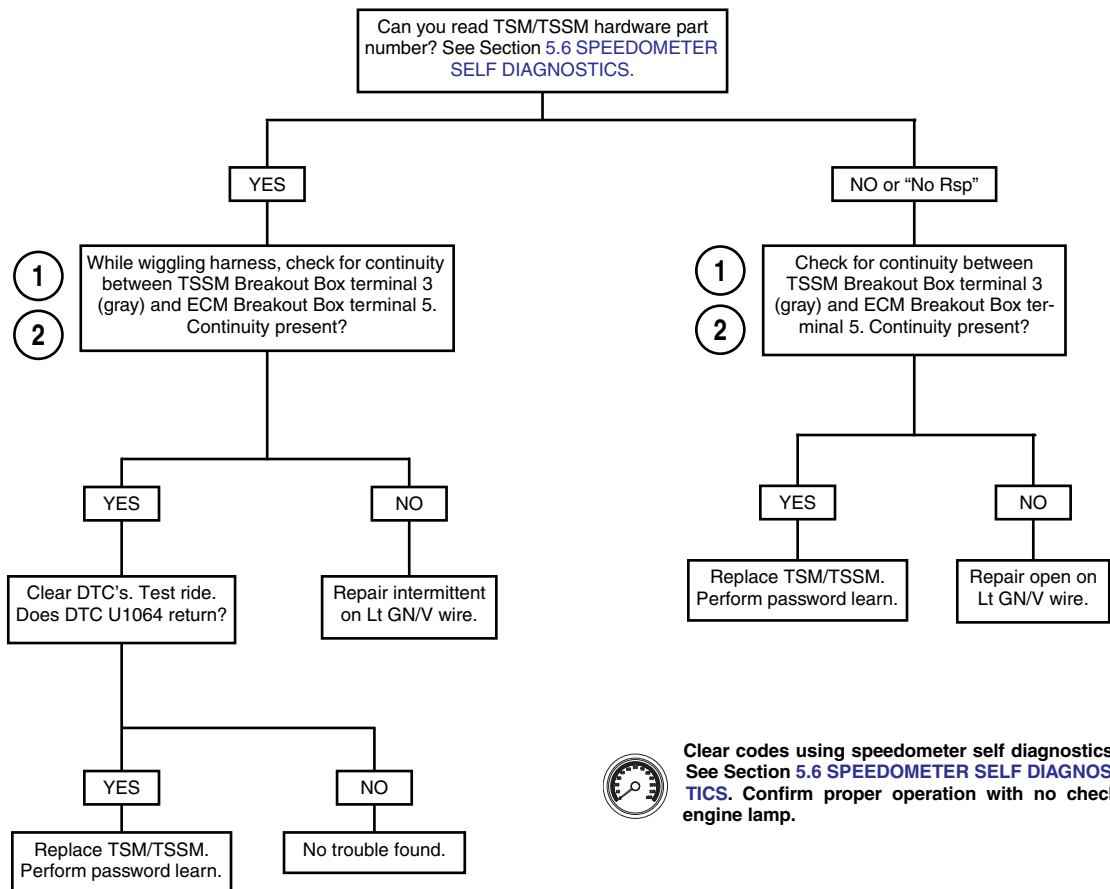 Can you read TSM/TSSM hardware part
number? See Section 5.6 SPEEDOMETER
SELF DIAGNOSTICS.
YES
NO or “No Rsp”
1
2
While wiggling harness, check for continuity
between TSSM Breakout Box terminal 3
(gray) and ECM Breakout Box terminal 5.
Continuity present?
1
2
Check for continuity between
TSSM Breakout Box terminal 3
(gray) and ECM Breakout Box ter-
minal 5. Continuity present?
YES
NO
YES
NO
Clear DTC's. Test ride.
Does DTC U1064 return?
Repair intermittent
on Lt GN/V wire.
Replace TSM/TSSM.
Perform password learn.
Repair open on
Lt GN/V wire.
YES
NO
Replace TSM/TSSM.
Perform password learn.
No trouble found.
Clear codes using speedometer self diagnostics
See Section 5.6 SPEEDOMETER SELF DIAGNOS
TICS. Confirm proper operation with no check
engine lamp.